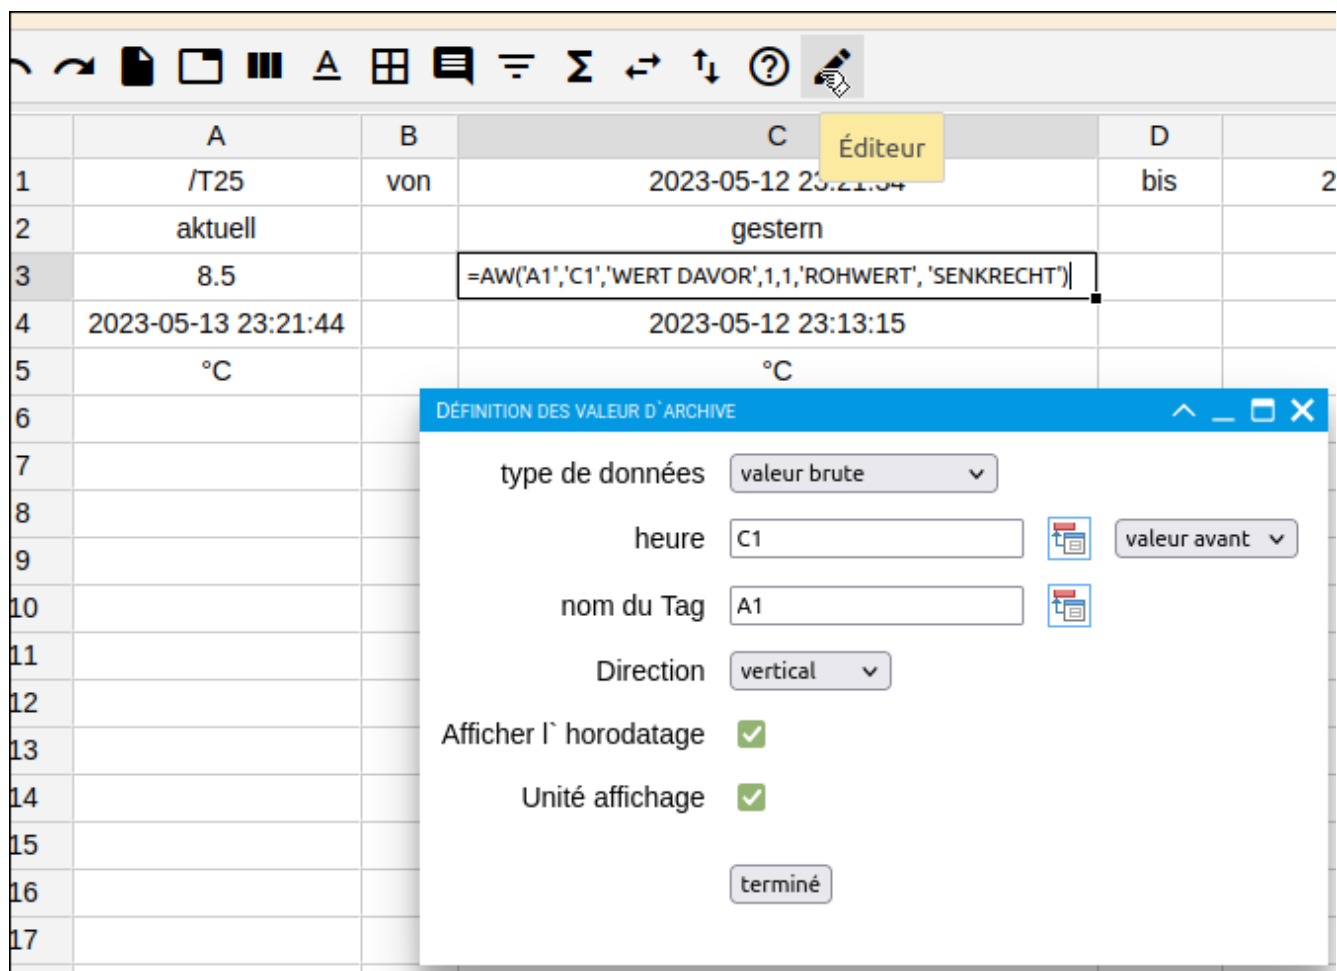 A B C D
Éditeur
1 /T25 von 2023-05-12 23:21:34 bis 2
2 aktuell gestern
3 8.5 =AW('A1','C1','WERT DAVOR',1,1,'ROHWERT', 'SENKRECHT')
4 2023-05-13 23:21:44 2023-05-12 23:13:15
5 °C °C
6
7
8
9
10
11
12
13
14
15
16
17
DÉFINITION DES VALEUR D`ARCHIVE
type de données valeur brute
heure C1 valeur avant
nom du Tag A1
Direction vertical
Afficher l` horodatage
Unité affichage
terminé